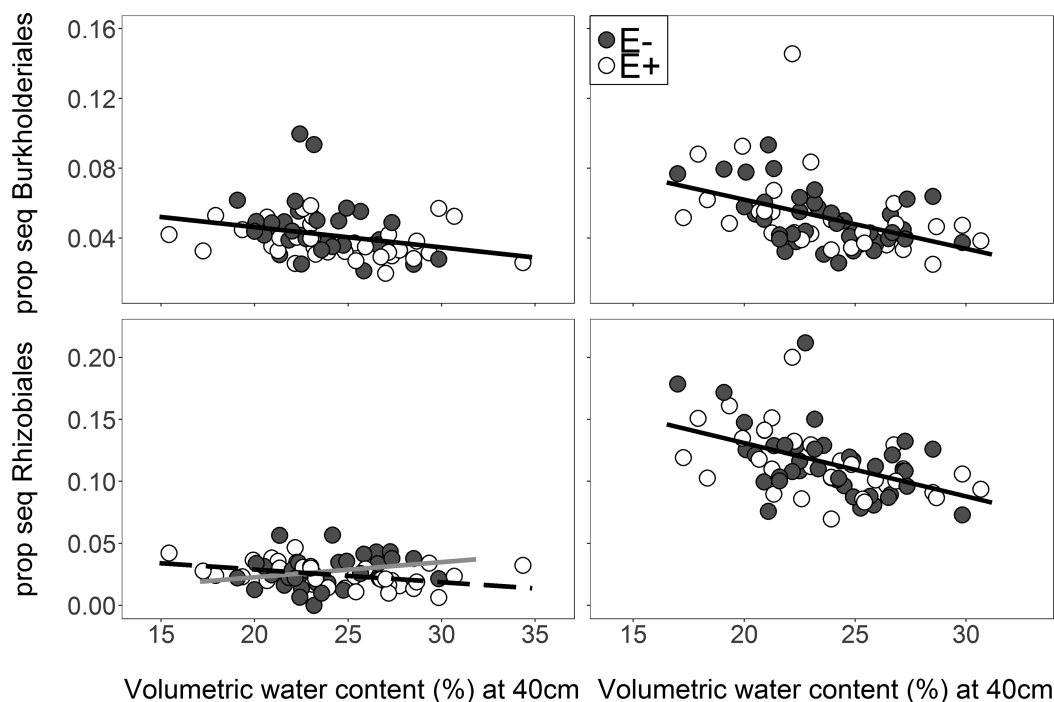 prop seq Burkholderiales
0.16
0.12
0.08
0.04
E-
E+
prop seq Rhizobiales
0.20
0.15
0.10
0.05
0.00
15 20 25 30 35
15 20 25 30
Volumetric water content (%) at 40cm
Volumetric water content (%) at 40cm